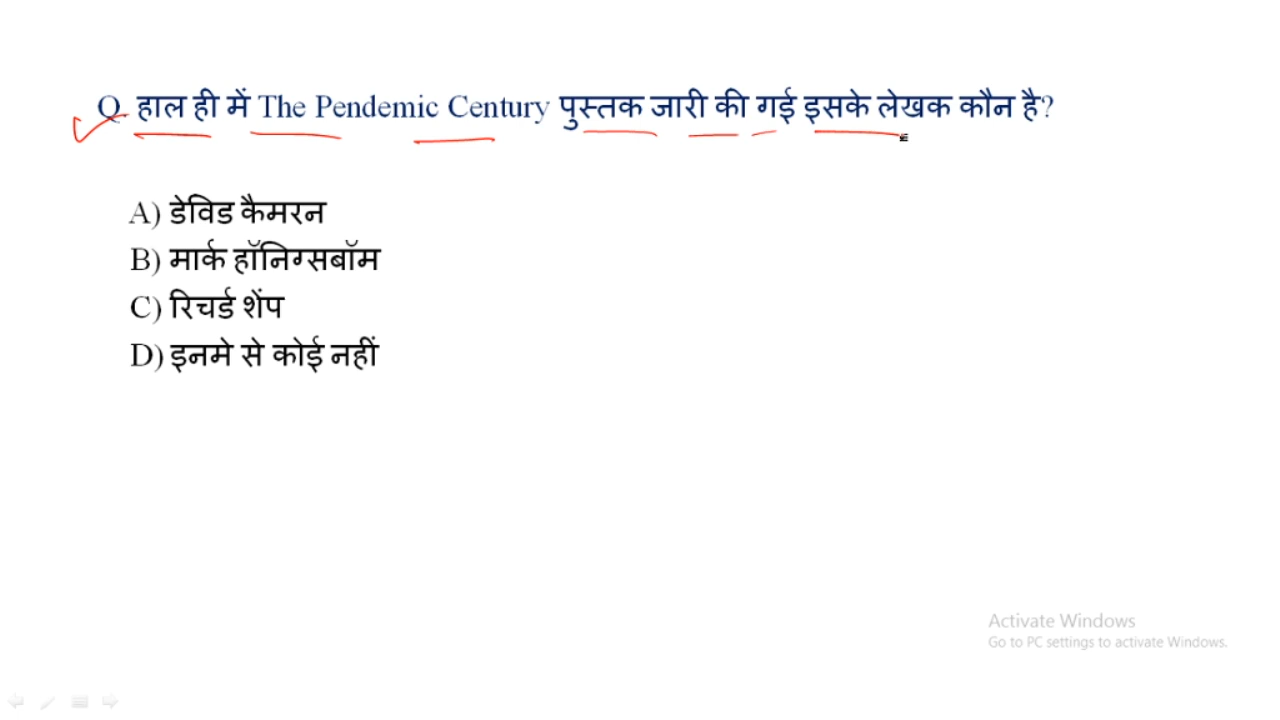 Q. हाल ही में The Pendemic Century पुस्तक जारी की गई इसके लेखक कौन है?
A) डेविड कैमरन
B) मार्क हॉनिग्सबॉम
C) रिचर्ड शेंप
D) इनमे से कोई नहीं
Activate Windows
Go to PC settings to activate Windows.